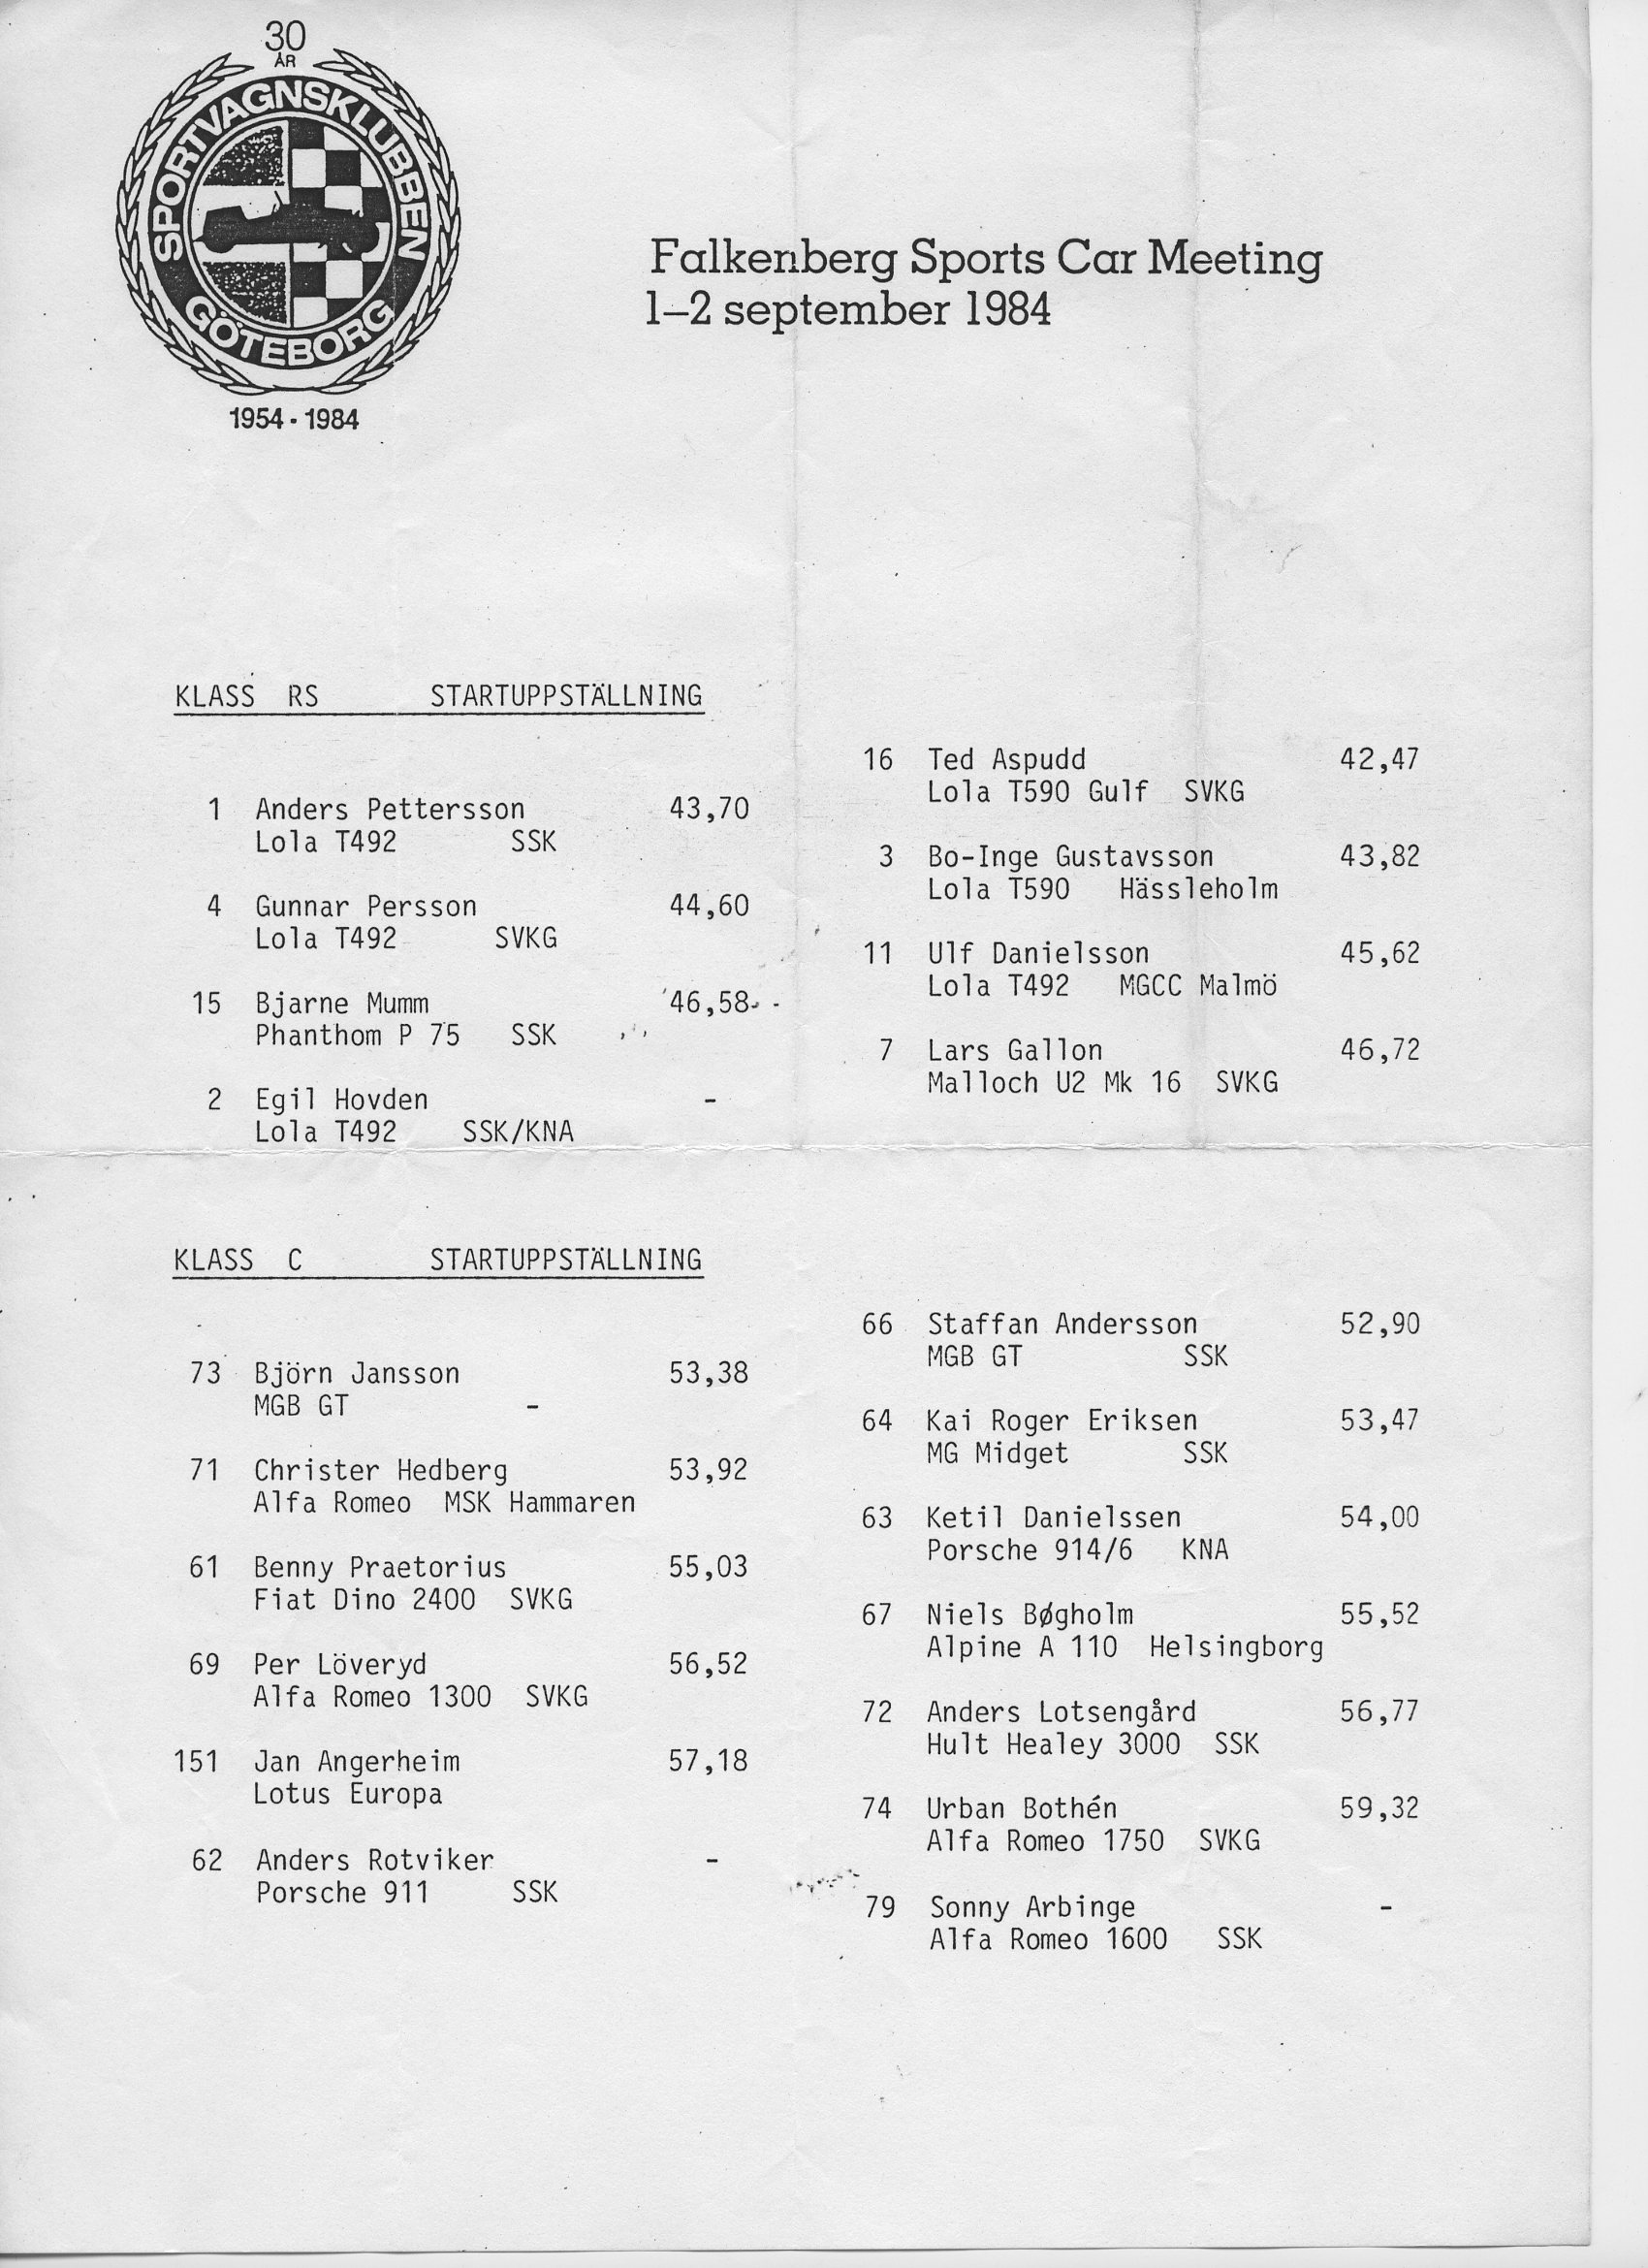 30
ÅR
SPORTVAGNSKLUBBEN
GÖTEBORG
1954 - 1984
Falkenberg Sports Car Meeting
1–2 september 1984
KLASS RS STARTUPPSTÄLLNING
1 Anders Pettersson 43,70
Lola T492 SSK
4 Gunnar Persson 44,60
Lola T492 SVKG
15 Bjarne Mumm 46,58
Phanthom P 75 SSK
2 Egil Hovden -
Lola T492 SSK/KNA
16 Ted Aspudd 42,47
Lola T590 Gulf SVKG
3 Bo-Inge Gustavsson 43,82
Lola T590 Hässleholm
11 Ulf Danielsson 45,62
Lola T492 MGCC Malmö
7 Lars Gallon 46,72
Malloch U2 Mk 16 SVKG
KLASS C STARTUPPSTÄLLNING
73 Björn Jansson 53,38
MGB GT -
71 Christer Hedberg 53,92
Alfa Romeo MSK Hammaren
61 Benny Praetorius 55,03
Fiat Dino 2400 SVKG
69 Per Löveryd 56,52
Alfa Romeo 1300 SVKG
151 Jan Angerheim 57,18
Lotus Europa
62 Anders Rotviker -
Porsche 911 SSK
66 Staffan Andersson 52,90
MGB GT SSK
64 Kai Roger Eriksen 53,47
MG Midget SSK
63 Ketil Danielssen 54,00
Porsche 914/6 KNA
67 Niels Bøgholm 55,52
Alpine A 110 Helsingborg
72 Anders Lotsengård 56,77
Hult Healey 3000 SSK
74 Urban Bothén 59,32
Alfa Romeo 1750 SVKG
79 Sonny Arbinge -
Alfa Romeo 1600 SSK